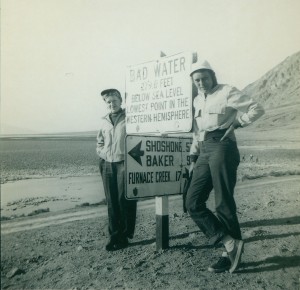 BAD WATER
279.8 FEET
BELOW SEA LEVEL
LOWEST POINT IN THE
WESTERN HEMISPHERE
SHOSHONE 5
BAKER
FURNACE CREEK 17